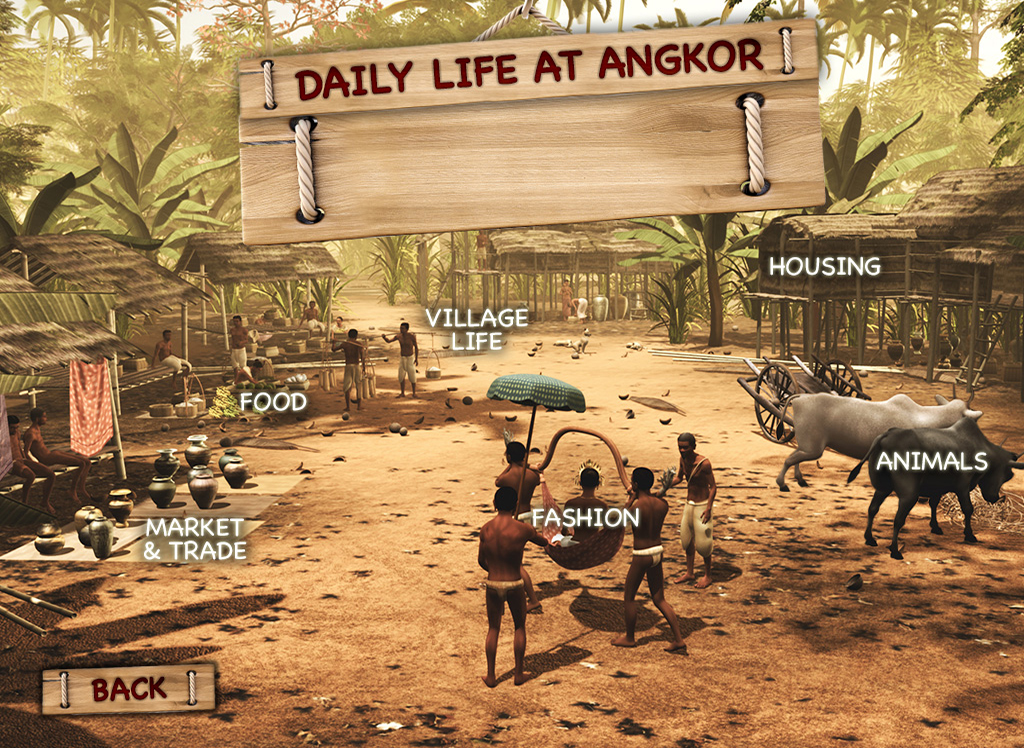 DAILY LIFE AT ANGKOR
HOUSING
VILLAGE
LIFE
FOOD
ANIMALS
FASHION
MARKET
& TRADE
BACK